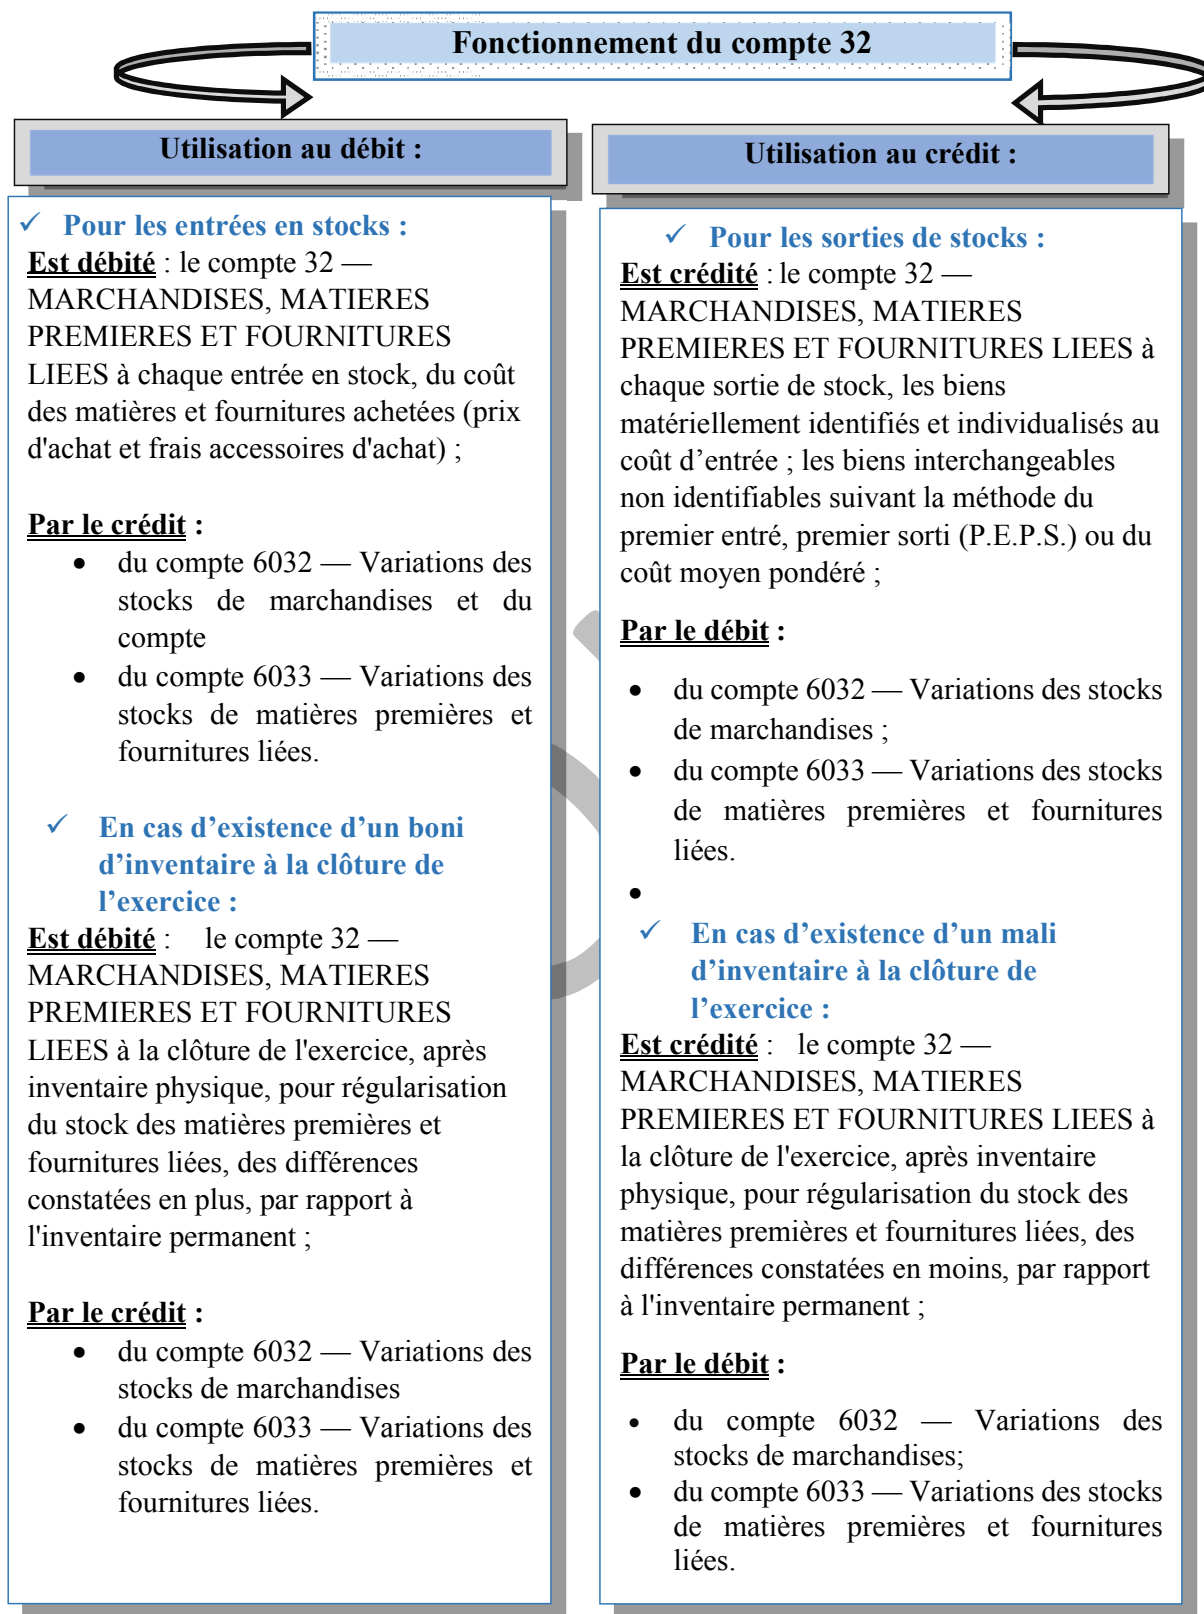 Fonctionnement du compte 32
Utilisation au débit :
✓ Pour les entrées en stocks :
Est débité : le compte 32 —
MARCHANDISES, MATIERES
PREMIERES ET FOURNITURES
LIEES à chaque entrée en stock, du coût
des matières et fournitures achetées (prix
d'achat et frais accessoires d'achat) ;
Par le crédit :
• du compte 6032 — Variations des
stocks de marchandises et du
compte
• du compte 6033 — Variations des
stocks de matières premières et
fournitures liées.
✓ En cas d’existence d’un boni
d’inventaire à la clôture de
l’exercice :
Est débité : le compte 32 —
MARCHANDISES, MATIERES
PREMIERES ET FOURNITURES
LIEES à la clôture de l'exercice, après
inventaire physique, pour régularisation
du stock des matières premières et
fournitures liées, des différences
constatées en plus, par rapport à
l'inventaire permanent ;
Par le crédit :
• du compte 6032 — Variations des
stocks de marchandises
• du compte 6033 — Variations des
stocks de matières premières et
fournitures liées.
Utilisation au crédit :
✓ Pour les sorties de stocks :
Est crédité : le compte 32 —
MARCHANDISES, MATIERES
PREMIERES ET FOURNITURES LIEES à
chaque sortie de stock, les biens
matériellement identifiés et individualisés au
coût d’entrée ; les biens interchangeables
non identifiables suivant la méthode du
premier entré, premier sorti (P.E.P.S.) ou du
coût moyen pondéré ;
Par le débit :
• du compte 6032 — Variations des stocks
de marchandises ;
• du compte 6033 — Variations des stocks
de matières premières et fournitures
liées.
•
✓ En cas d’existence d’un mali
d’inventaire à la clôture de
l’exercice :
Est crédité : le compte 32 —
MARCHANDISES, MATIERES
PREMIERES ET FOURNITURES LIEES à
la clôture de l'exercice, après inventaire
physique, pour régularisation du stock des
matières premières et fournitures liées, des
différences constatées en moins, par rapport
à l'inventaire permanent ;
Par le débit :
• du compte 6032 — Variations des
stocks de marchandises;
• du compte 6033 — Variations des stocks
de matières premières et fournitures
liées.